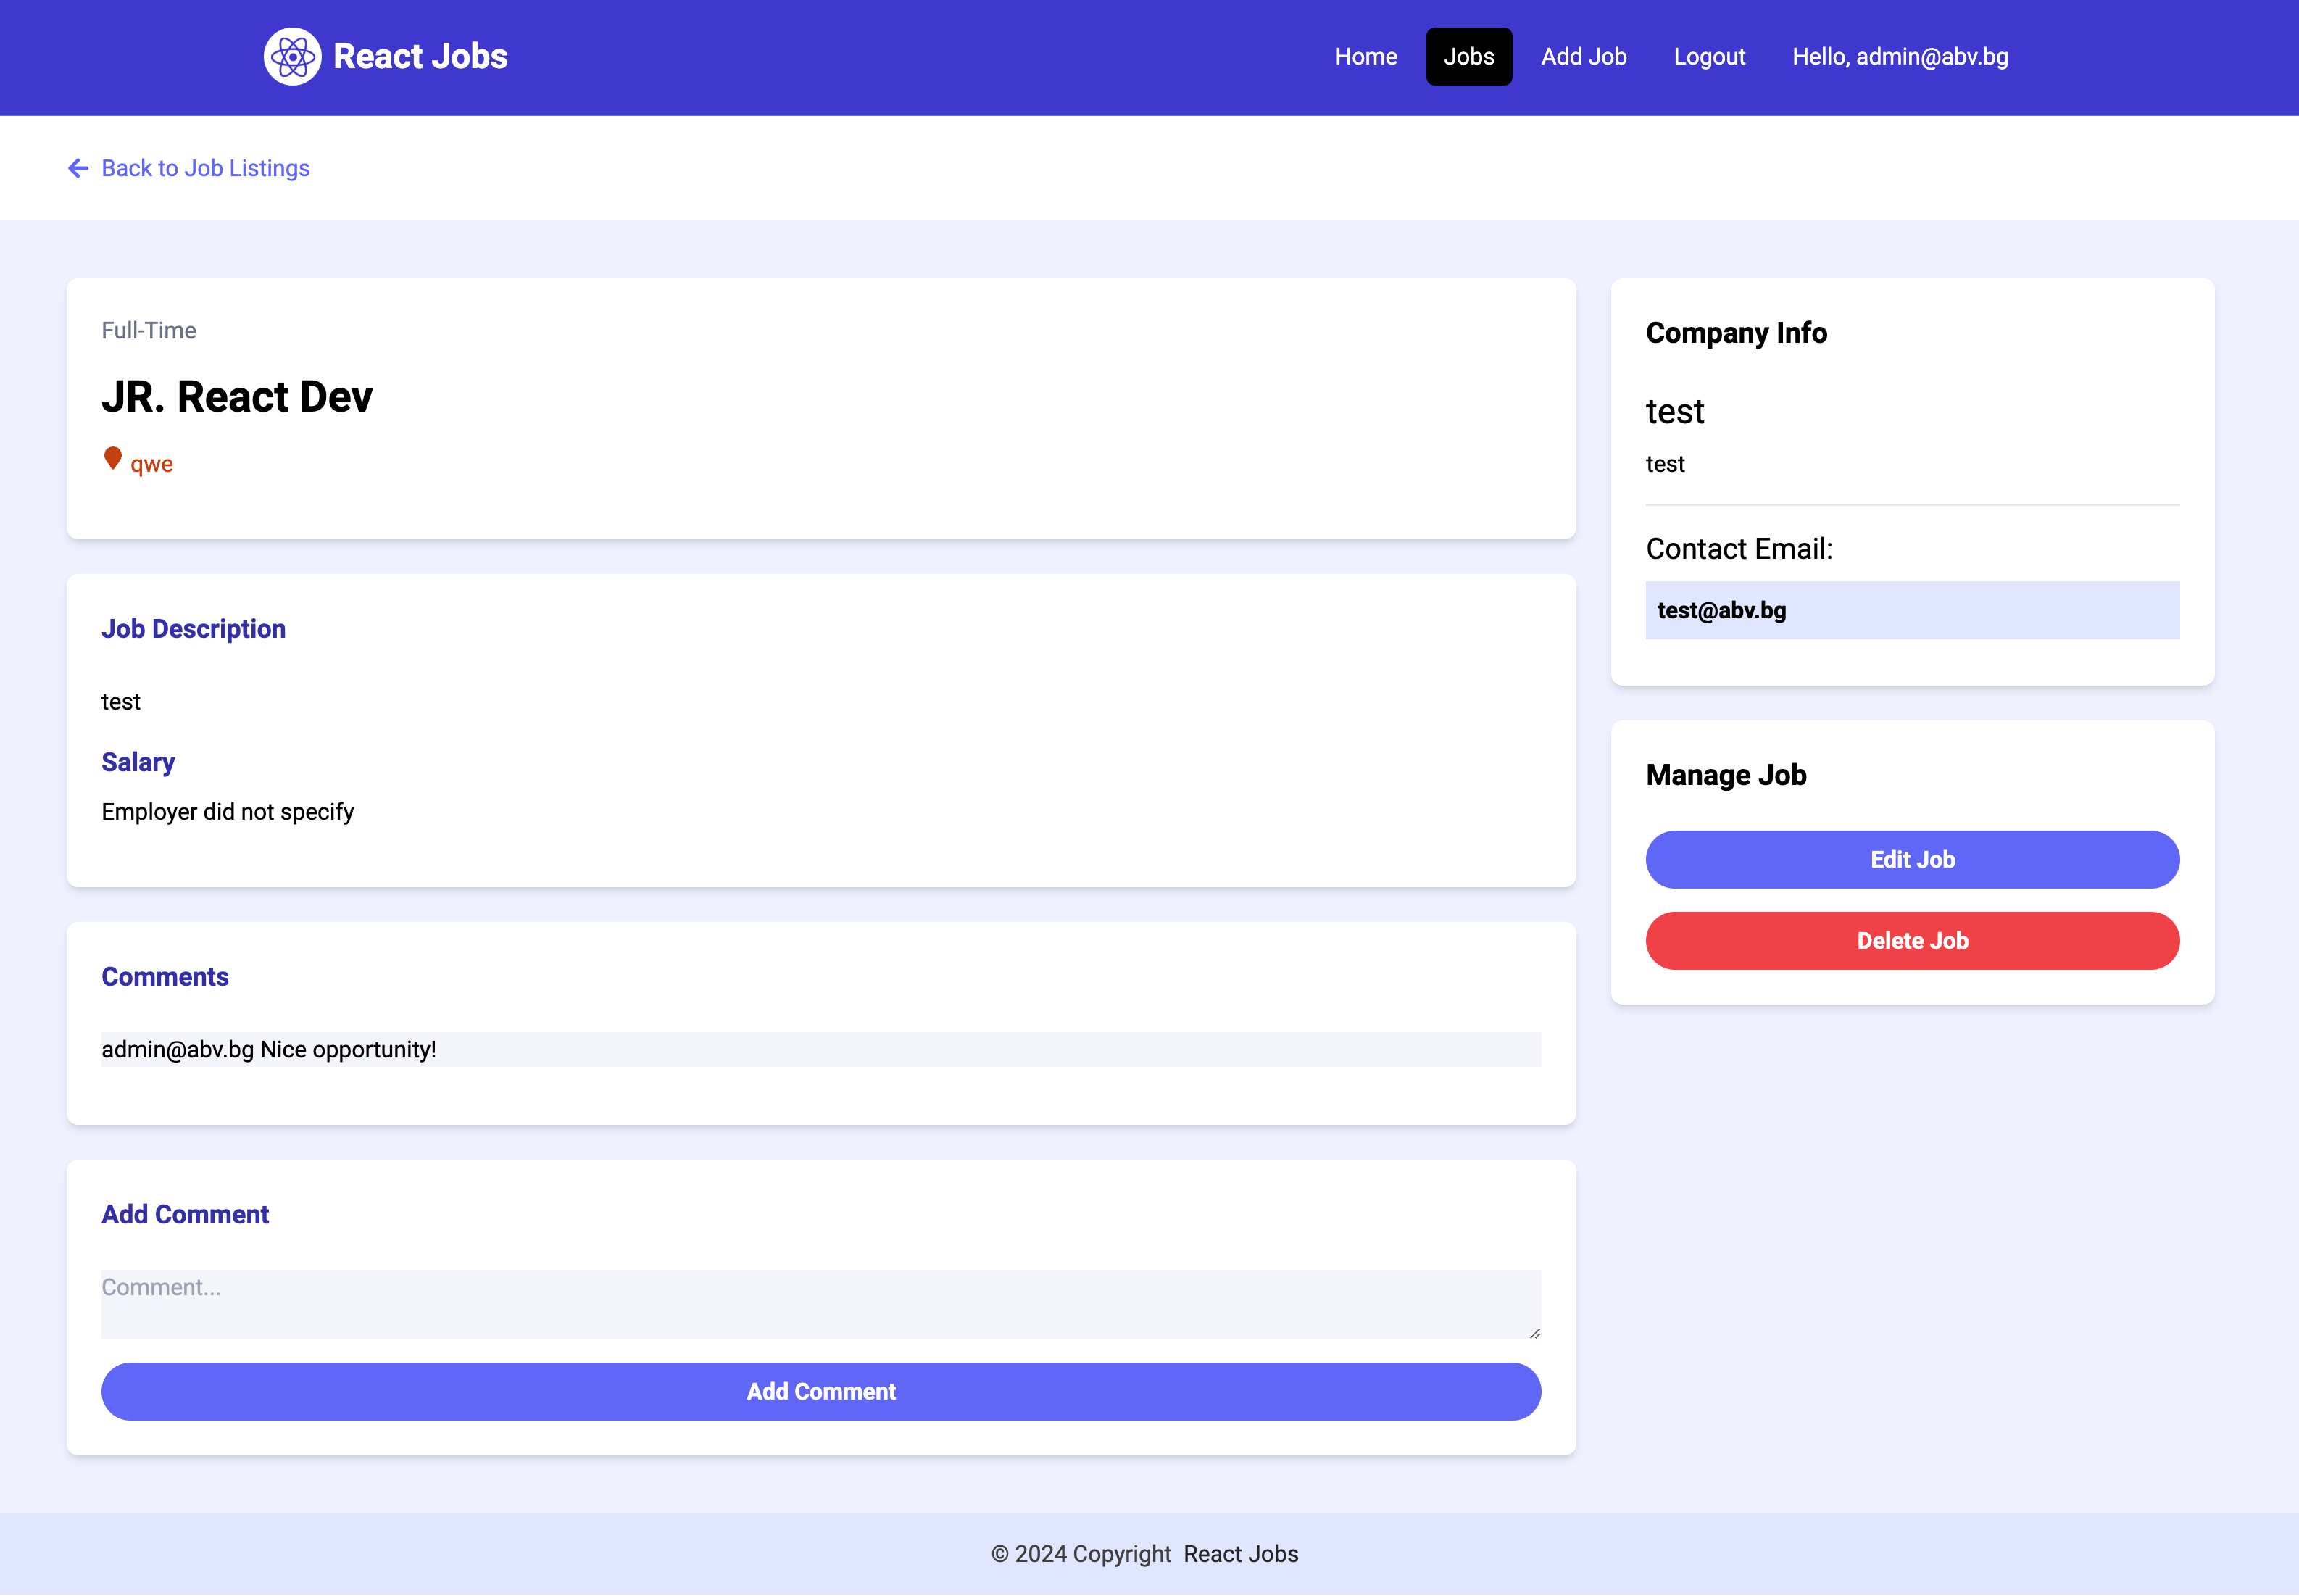 React Jobs
Home
Jobs
Add Job
Logout
Hello, admin@abv.bg
Back to Job Listings
Full-Time
JR. React Dev
qwe
Job Description
test
Salary
Employer did not specify
Comments
admin@abv.bg Nice opportunity!
Add Comment
Comment...
Add Comment
Company Info
test
test
Contact Email:
test@abv.bg
Manage Job
Edit Job
Delete Job
© 2024 Copyright React Jobs